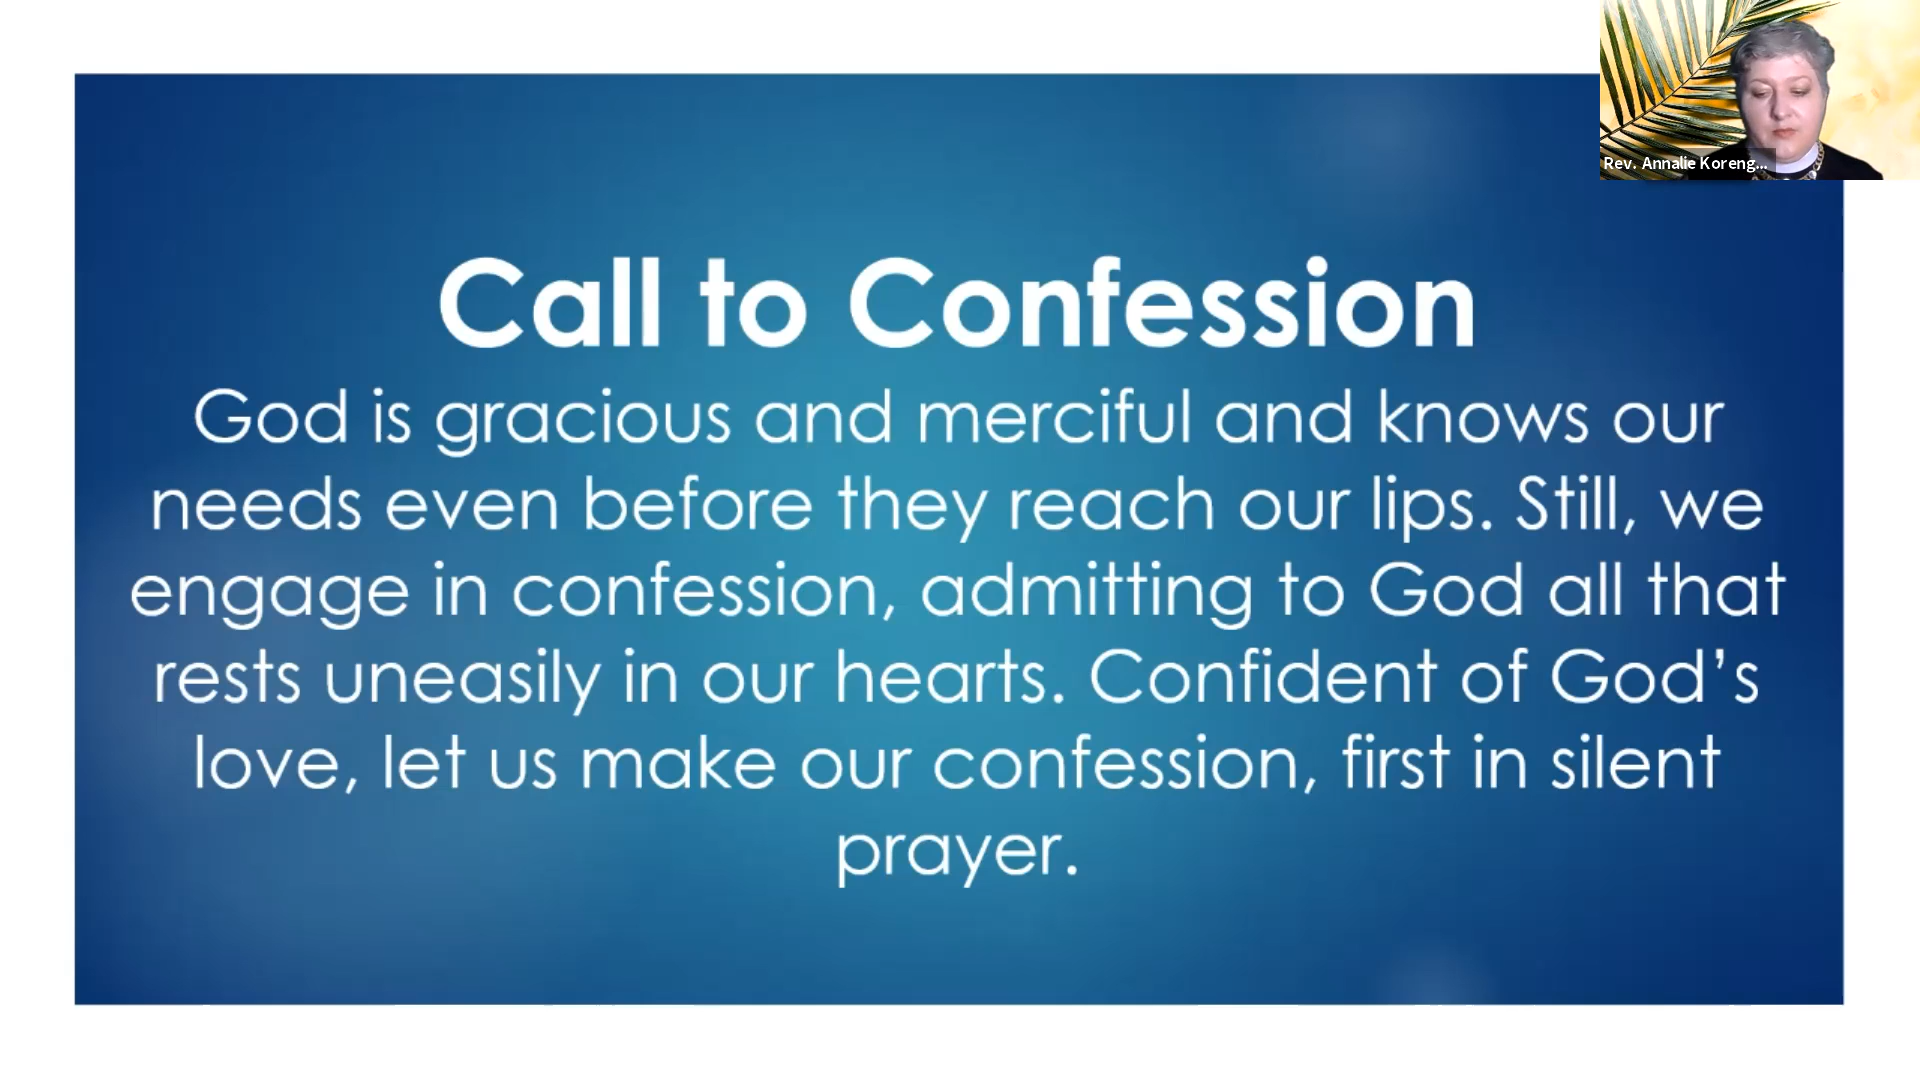 Call to Confession
God is gracious and merciful and knows our
needs even before they reach our lips. Still, we
engage in confession, admitting to God all that
rests uneasily in our hearts. Confident of God’s
love, let us make our confession, first in silent
prayer.
Rev. Annalie Koreng...